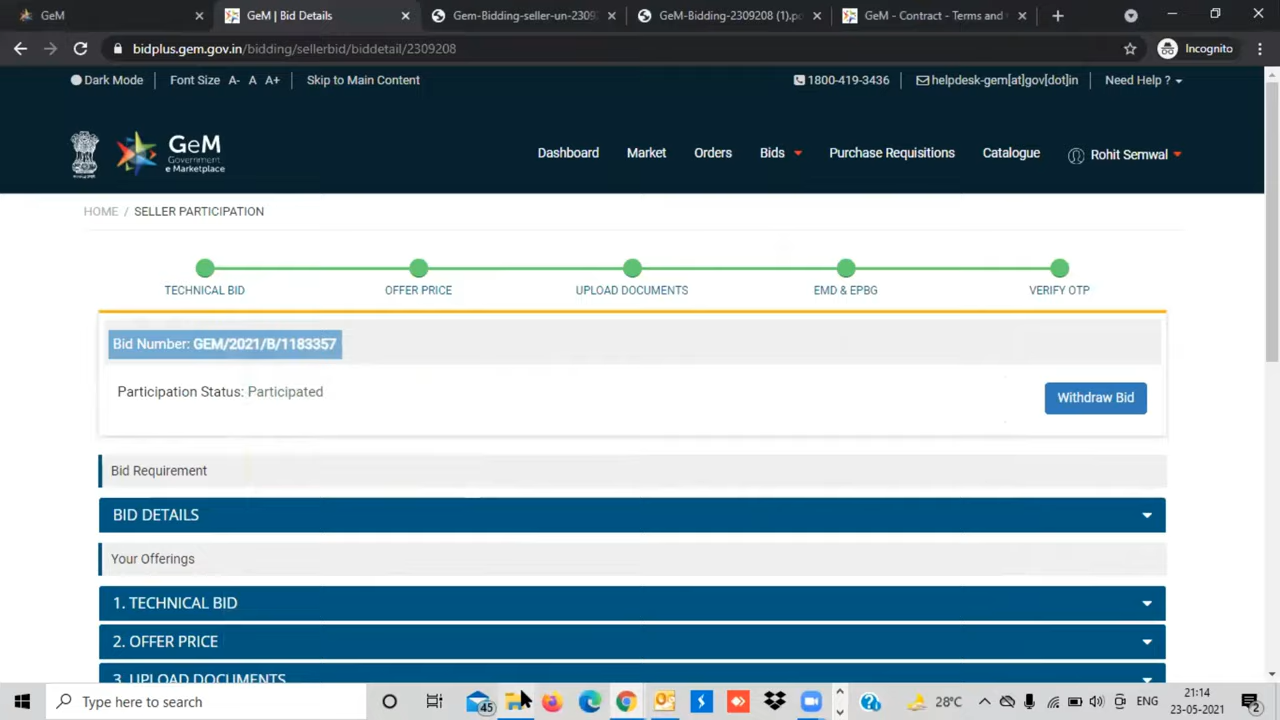 GeM
GeM | Bid Details
Gem-Bidding-seller-un-2309
GeM-Bidding-2309208 (1).p
GeM - Contract - Terms and
bidplus.gem.gov.in/bidding/sellerbid/biddetail/2309208
Incognito
Dark Mode
Font Size A- A A+
Skip to Main Content
1800-419-3436
helpdesk-gem[at]gov[dot]in
Need Help ?
GeM
Government
e Marketplace
Dashboard
Market
Orders
Bids
Purchase Requisitions
Catalogue
Rohit Semwal
HOME / SELLER PARTICIPATION
TECHNICAL BID
OFFER PRICE
UPLOAD DOCUMENTS
EMD & EPBG
VERIFY OTP
Bid Number: GEM/2021/B/1183357
Participation Status: Participated
Withdraw Bid
Bid Requirement
BID DETAILS
Your Offerings
1. TECHNICAL BID
2. OFFER PRICE
3. UPLOAD DOCUMENTS
Type here to search
45
28°C
ENG
21:14
23-05-2021
2